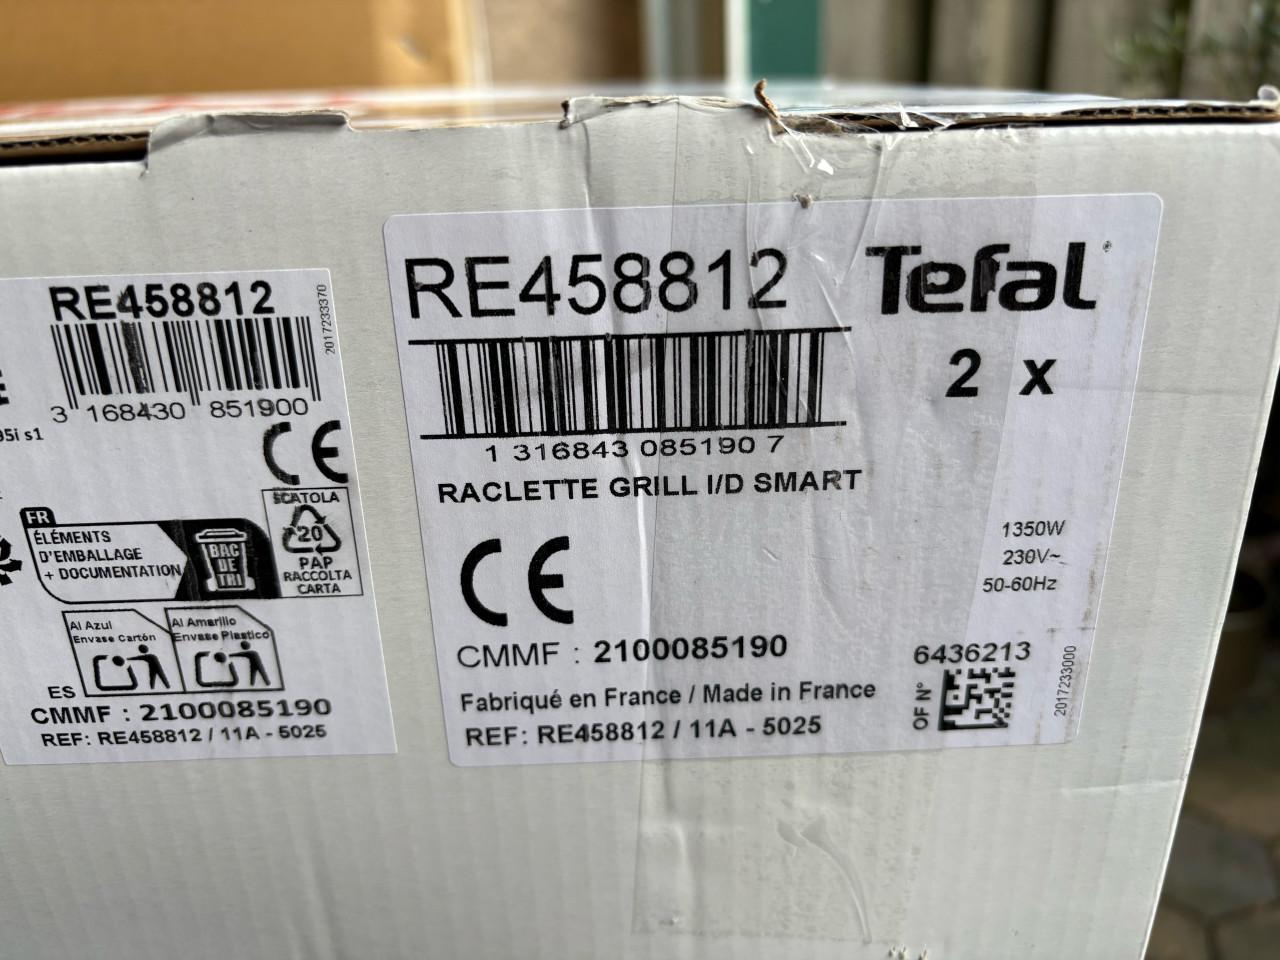 RE458812
2017233370
3 168430 851900
95i s1
CE
SCATOLA
20
PAP
RACCOLTA
CARTA
FR
ÉLÉMENTS
D'EMBALLAGE
+ DOCUMENTATION
BAC
DE
TRI
Al Azul
Envase Cartón
Al Amarillo
Envase Plastico
ES
CMMF : 2100085190
REF: RE458812 / 11A - 5025
RE458812
Tefal
2 x
1 316843 085190 7
RACLETTE GRILL I/D SMART
1350W
230V~
50-60Hz
CE
CMMF : 2100085190
6436213
OF N°
2017233000
Fabriqué en France / Made in France
REF: RE458812 / 11A - 5025